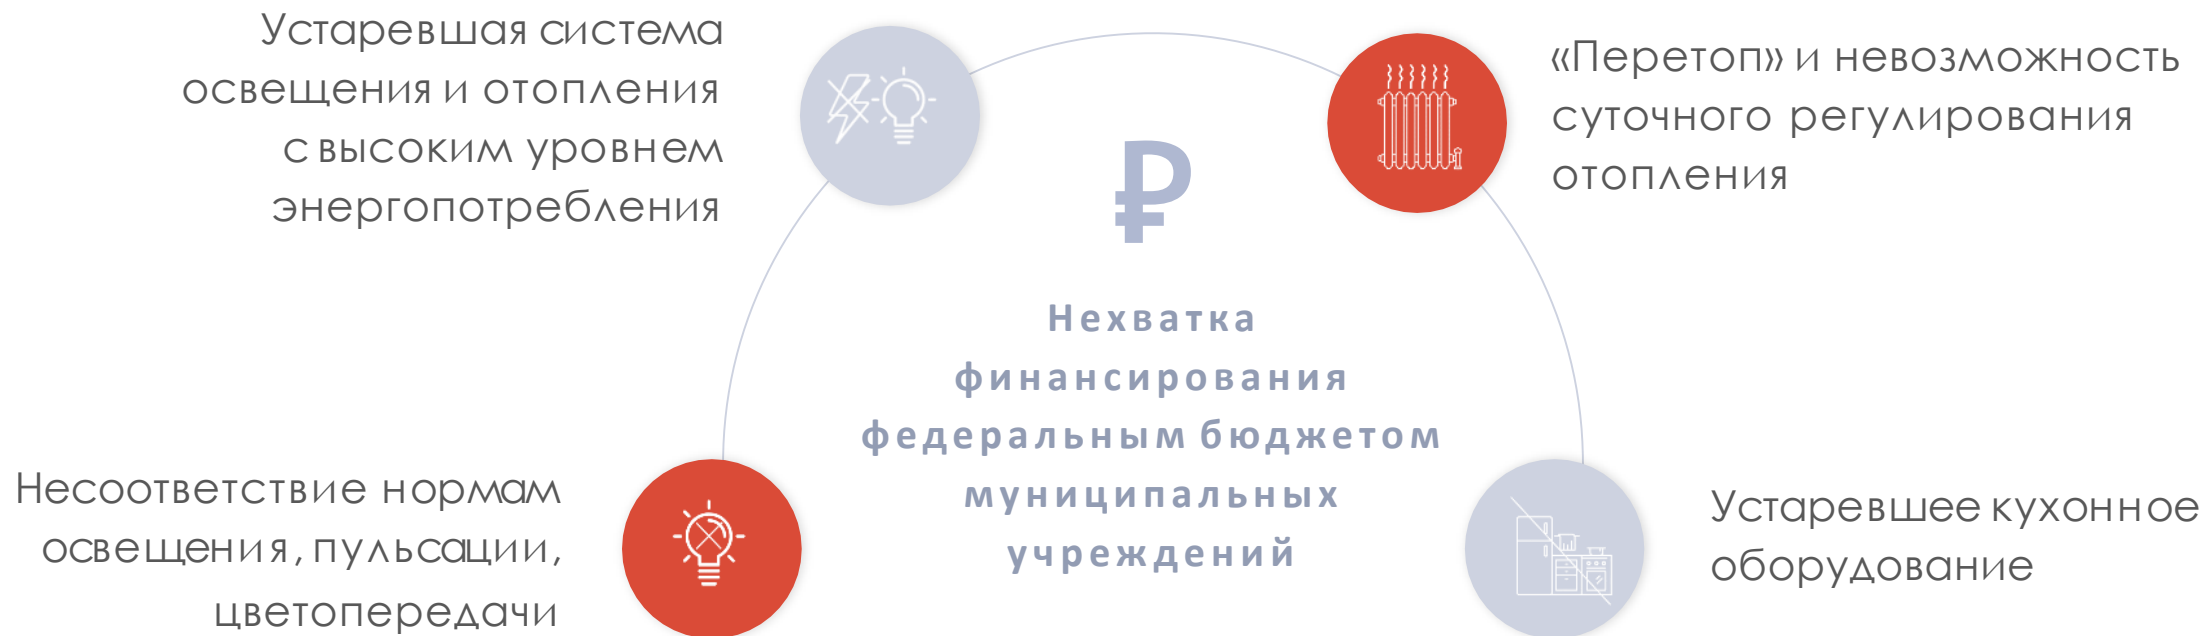 Устаревшая система
освещения и отопления
с высоким уровнем
энергопотребления
«Перетоп» и невозможность
суточного регулирования
отопления
₽
Нехватка
финансирования
федеральным бюджетом
муниципальных
учреждений
Несоответствие нормам
освещения, пульсации,
цветопередачи
Устаревшее кухонное
оборудование